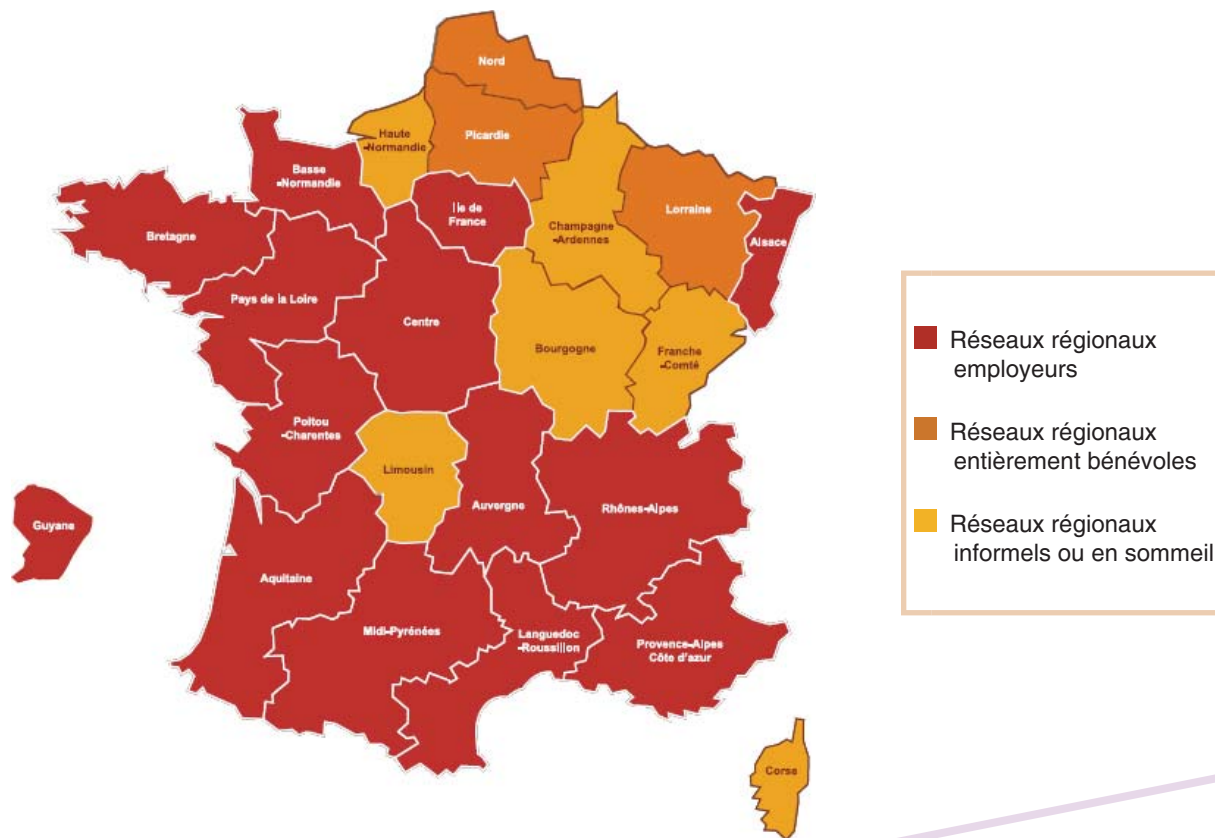 Nord
Haute
-Normandie
Picardie
Basse
-Normandie
Ile de
France
Champagne
-Ardennes
Lorraine
Alsace
Bretagne
Pays de la Loire
Centre
Bourgogne
Franche
-Comté
Poitou
-Charentes
Limousin
Auvergne
Rhônes-Alpes
Guyane
Aquitaine
Midi-Pyrénées
Languedoc
-Roussillon
Provence-Alpes
Côte d'azur
Corse
Réseaux régionaux
employeurs
Réseaux régionaux
entièrement bénévoles
Réseaux régionaux
informels ou en sommeil